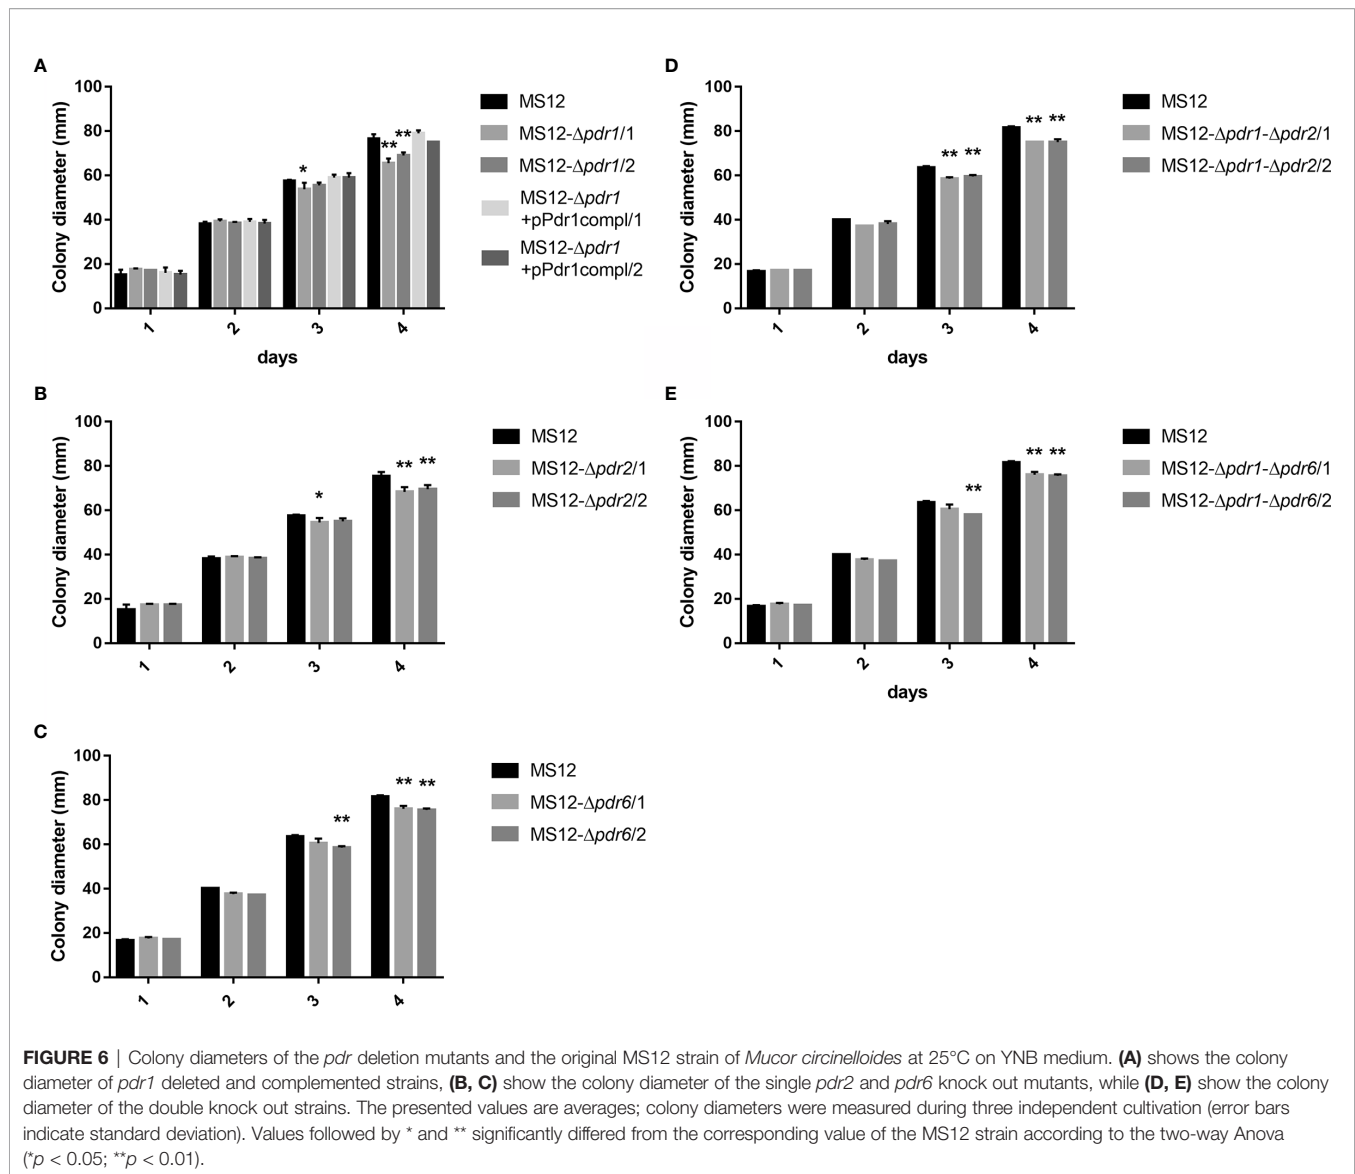 A
100
80
60
40
20
0
Colony diameter (mm)
1
2
3
4
days
*
**
**
MS12
MS12-Δpdr1/1
MS12-Δpdr1/2
MS12-Δpdr1
+pPdr1compl/1
MS12-Δpdr1
+pPdr1compl/2
D
100
80
60
40
20
0
Colony diameter (mm)
1
2
3
4
days
** **
** **
MS12
MS12-Δpdr1-Δpdr2/1
MS12-Δpdr1-Δpdr2/2
B
100
80
60
40
20
0
Colony diameter (mm)
1
2
3
4
*
** **
MS12
MS12-Δpdr2/1
MS12-Δpdr2/2
E
100
80
60
40
20
0
Colony diameter (mm)
1
2
3
4
days
**
** **
MS12
MS12-Δpdr1-Δpdr6/1
MS12-Δpdr1-Δpdr6/2
C
100
80
60
40
20
0
Colony diameter (mm)
1
2
3
4
**
** **
MS12
MS12-Δpdr6/1
MS12-Δpdr6/2
FIGURE 6 | Colony diameters of the pdr deletion mutants and the original MS12 strain of Mucor circinelloides at 25°C on YNB medium. (A) shows the colony
diameter of pdr1 deleted and complemented strains, (B, C) show the colony diameter of the single pdr2 and pdr6 knock out mutants, while (D, E) show the colony
diameter of the double knock out strains. The presented values are averages; colony diameters were measured during three independent cultivation (error bars
indicate standard deviation). Values followed by * and ** significantly differed from the corresponding value of the MS12 strain according to the two-way Anova
(*p < 0.05; **p < 0.01).